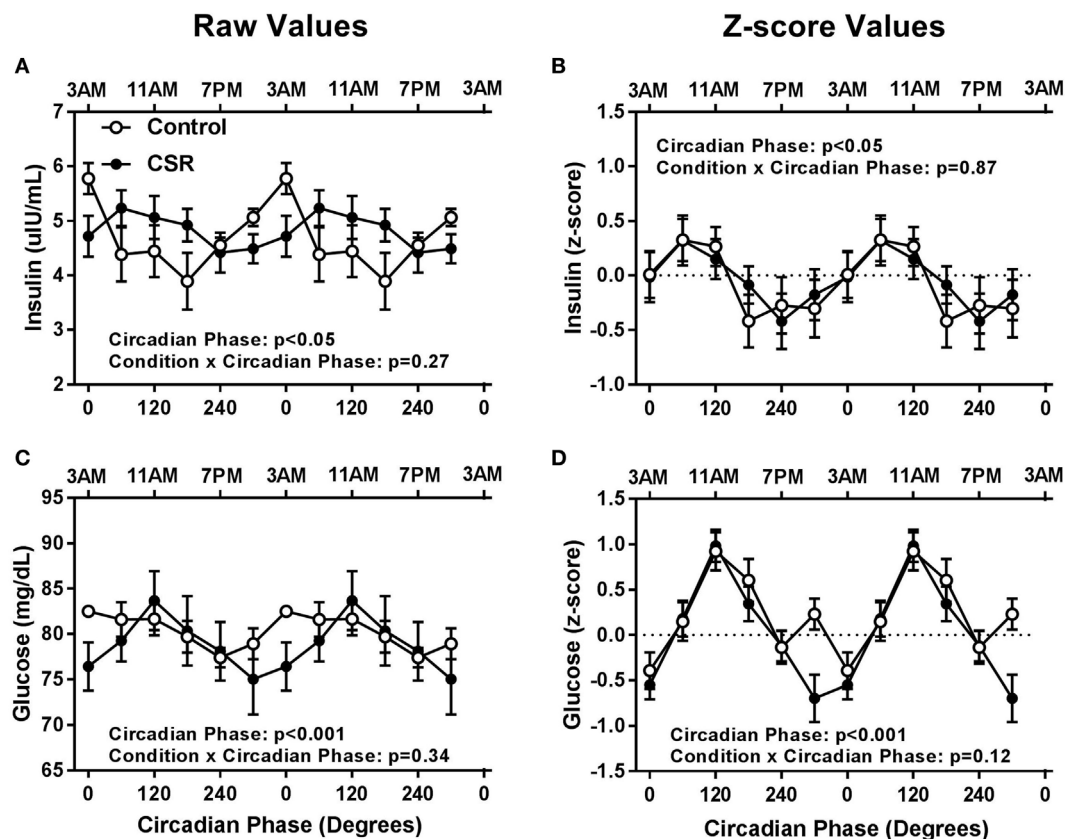 Raw Values
Z-score Values
A
3AM 11AM 7PM 3AM 11AM 7PM 3AM
7
6
5
4
3
2
Insulin (uIU/mL)
Control
CSR
Circadian Phase: p<0.05
Condition x Circadian Phase: p=0.27
0 120 240 0 120 240 0
B
3AM 11AM 7PM 3AM 11AM 7PM 3AM
1.5
1.0
0.5
0.0
-0.5
-1.0
Insulin (z-score)
Circadian Phase: p<0.05
Condition x Circadian Phase: p=0.87
0 120 240 0 120 240 0
C
3AM 11AM 7PM 3AM 11AM 7PM 3AM
95
90
85
80
75
70
65
Glucose (mg/dL)
Circadian Phase: p<0.001
Condition x Circadian Phase: p=0.34
0 120 240 0 120 240 0
Circadian Phase (Degrees)
D
3AM 11AM 7PM 3AM 11AM 7PM 3AM
1.5
1.0
0.5
0.0
-0.5
-1.0
-1.5
Glucose (z-score)
Circadian Phase: p<0.001
Condition x Circadian Phase: p=0.12
0 120 240 0 120 240 0
Circadian Phase (Degrees)